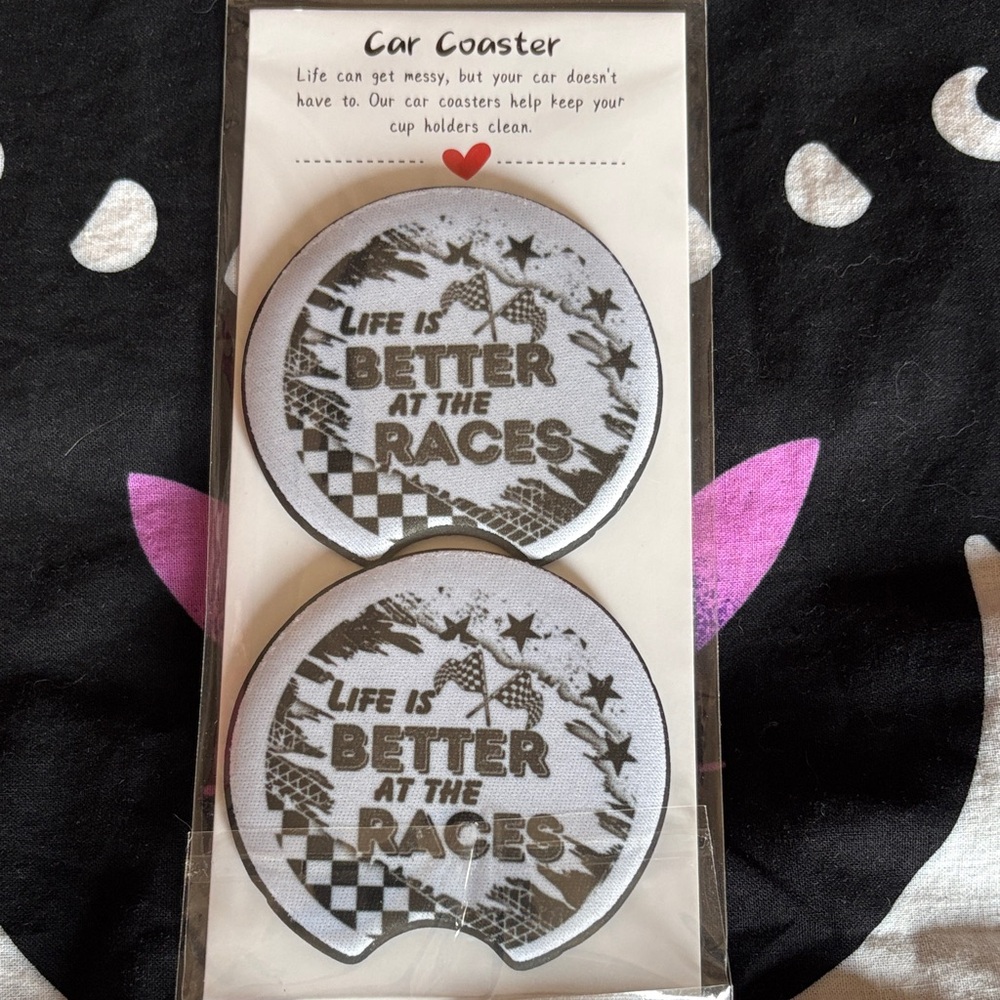 Car Coaster
Life can get messy, but your car doesn't
have to. Our car coasters help keep your
cup holders clean.
LIFE IS
BETTER
AT THE
RACES
LIFE IS
BETTER
AT THE
RACES